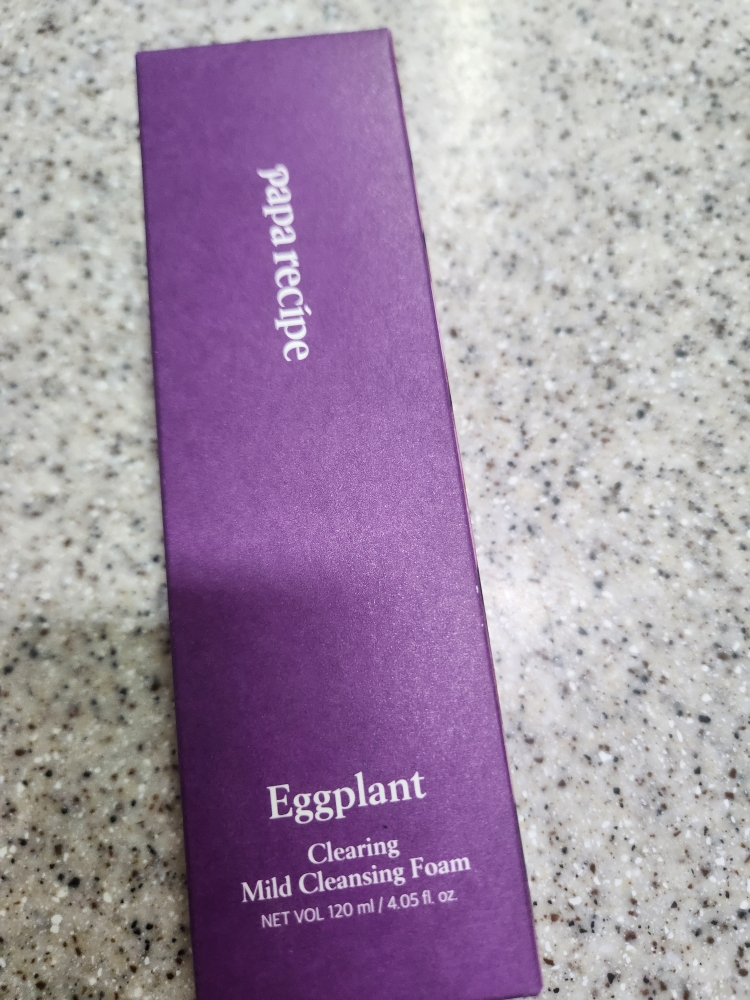 papa recipe
Eggplant
Clearing
Mild Cleansing Foam
NET VOL 120 ml / 4.05 fl. oz.